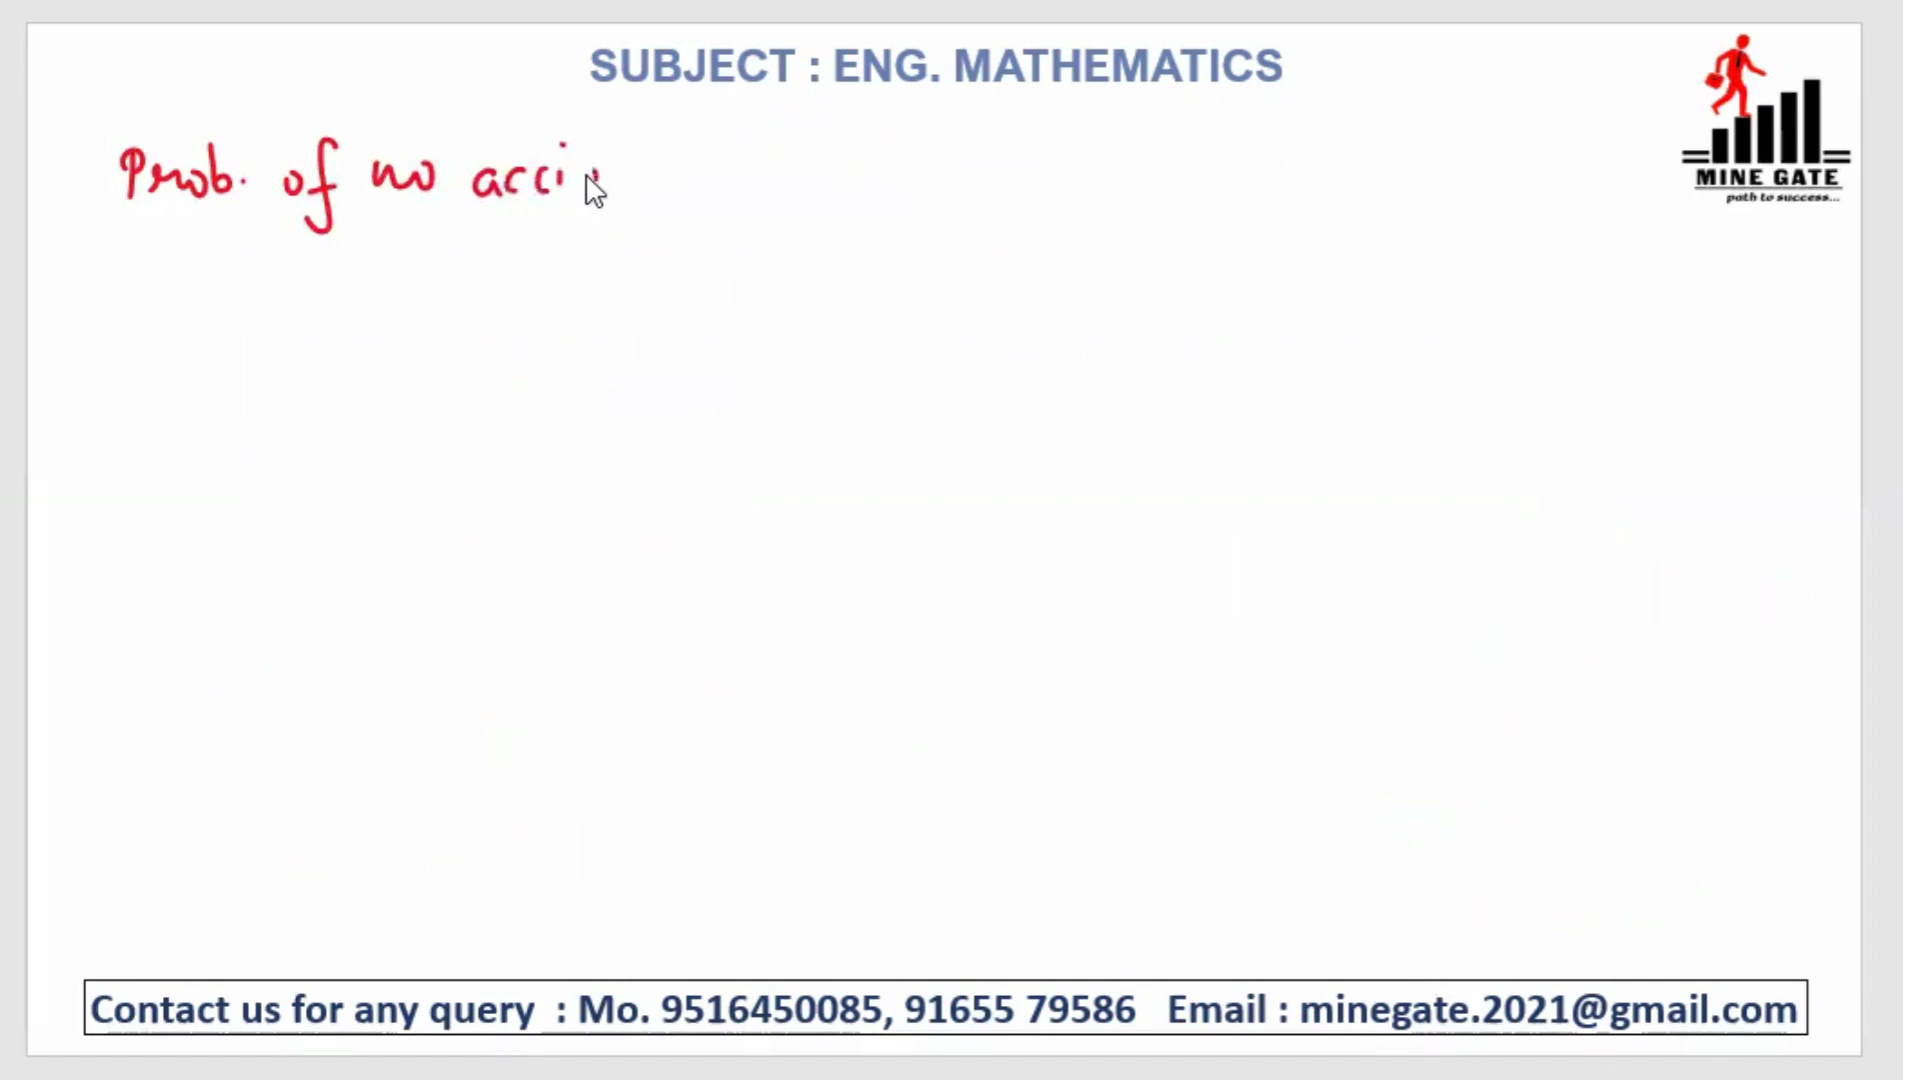 SUBJECT : ENG. MATHEMATICS
MINE GATE
path to success...
Prob. of no acci
Contact us for any query : Mo. 9516450085, 91655 79586 Email : minegate.2021@gmail.com